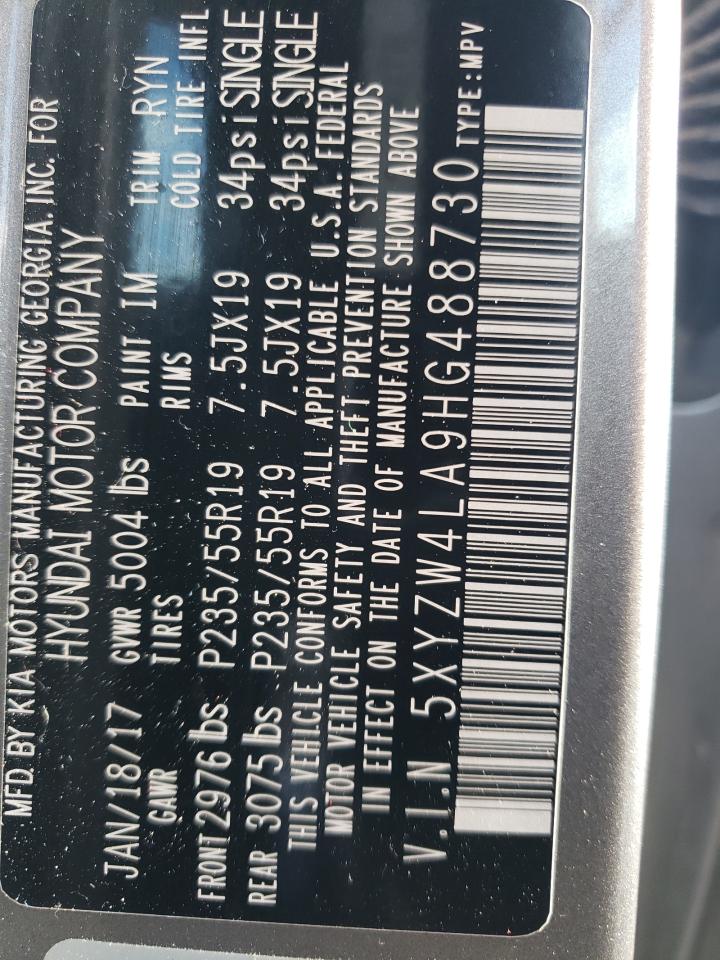 MFD. BY KIA MOTORS MANUFACTURING GEORGIA. INC. FOR
HYUNDAI MOTOR COMPANY
JAN/18/17 GVWR 5004 lbs PAINT IM TRIM RYN
GAWR TIRES RIMS COLD TIRE INFL
FRONT 2976 lbs P235/55R19 7.5JX19 34psi SINGLE
REAR 3075 lbs P235/55R19 7.5JX19 34psi SINGLE
THIS VEHICLE CONFORMS TO ALL APPLICABLE U.S.A. FEDERAL
MOTOR VEHICLE SAFETY AND THEFT PREVENTION STANDARDS
IN EFFECT ON THE DATE OF MANUFACTURE SHOWN ABOVE
V.I.N 5XYZW4LA9HG488730 TYPE:MPV